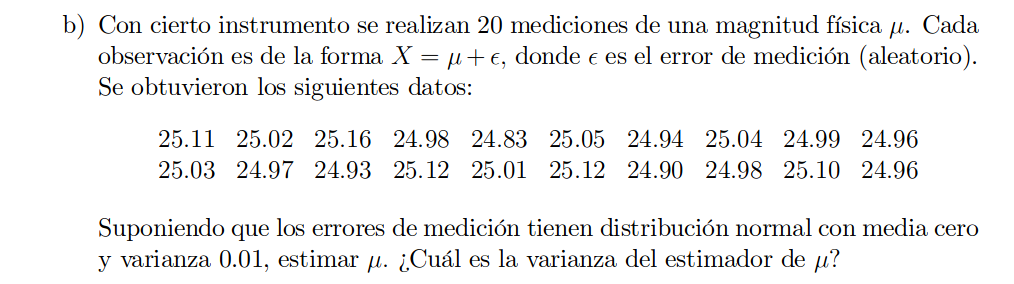 b) Con cierto instrumento se realizan 20 mediciones de una magnitud física μ. Cada
observación es de la forma X = μ + ϵ, donde ϵ es el error de medición (aleatorio).
Se obtuvieron los siguientes datos:
25.11 25.02 25.16 24.98 24.83 25.05 24.94 25.04 24.99 24.96
25.03 24.97 24.93 25.12 25.01 25.12 24.90 24.98 25.10 24.96
Suponiendo que los errores de medición tienen distribución normal con media cero
y varianza 0.01, estimar μ. ¿Cuál es la varianza del estimador de μ?